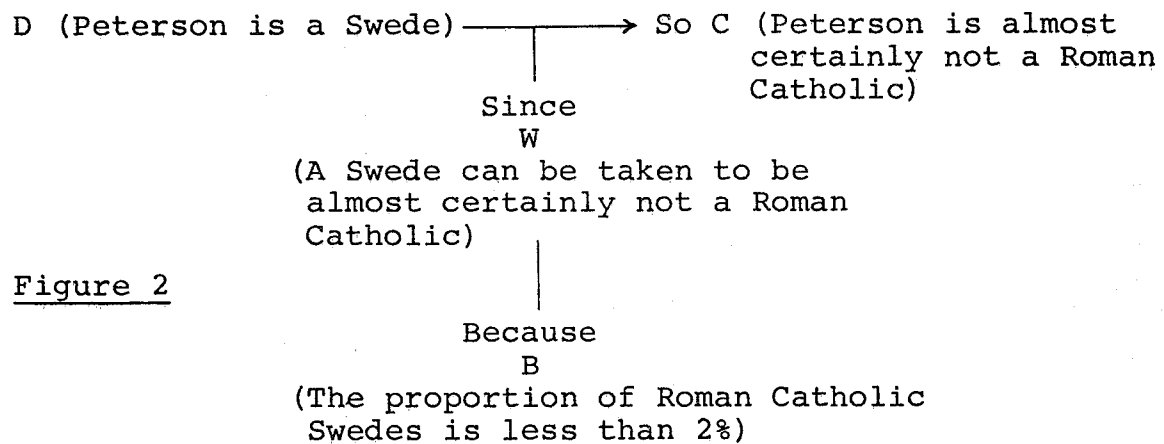 D (Peterson is a Swede) So C (Peterson is almost
certainly not a Roman
Catholic)
Since
W
(A Swede can be taken to be
almost certainly not a Roman
Catholic)
Figure 2
Because
B
(The proportion of Roman Catholic
Swedes is less than 2%)